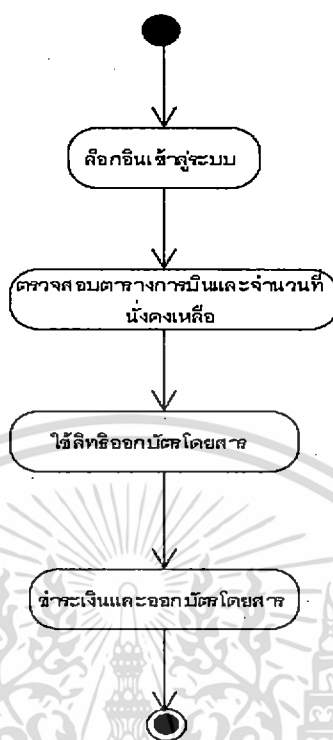 ล็อกอินเข้าสู่ระบบ
ตรวจสอบตารางการบินและจำนวนที่
นั่งคงเหลือ
ใช้สิทธิออกบัตรโดยสาร
ชำระเงินและออกบัตรโดยสาร